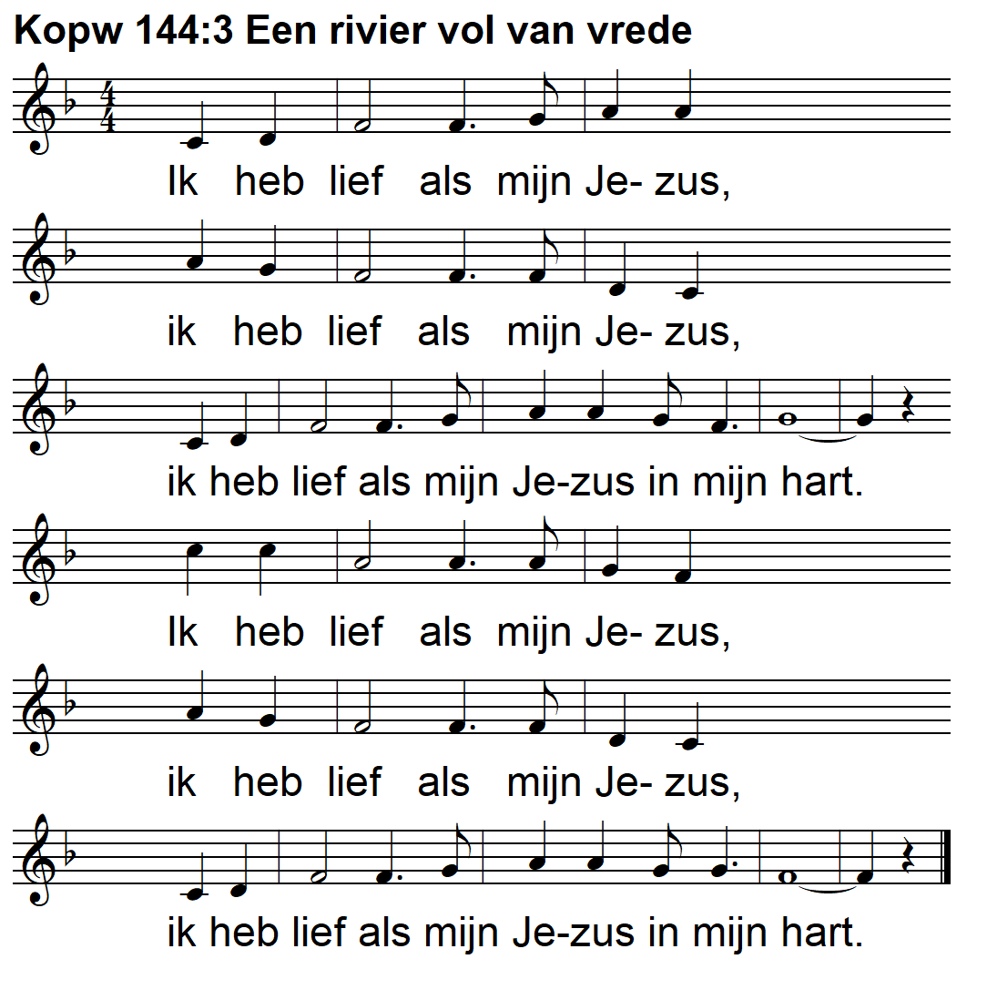 Kopw 144:3 Een rivier vol van vrede
4
4
Ik heb lief als mijn Je- zus,
ik heb lief als mijn Je- zus,
ik heb lief als mijn Je-zus in mijn hart.
Ik heb lief als mijn Je- zus,
ik heb lief als mijn Je- zus,
ik heb lief als mijn Je-zus in mijn hart.